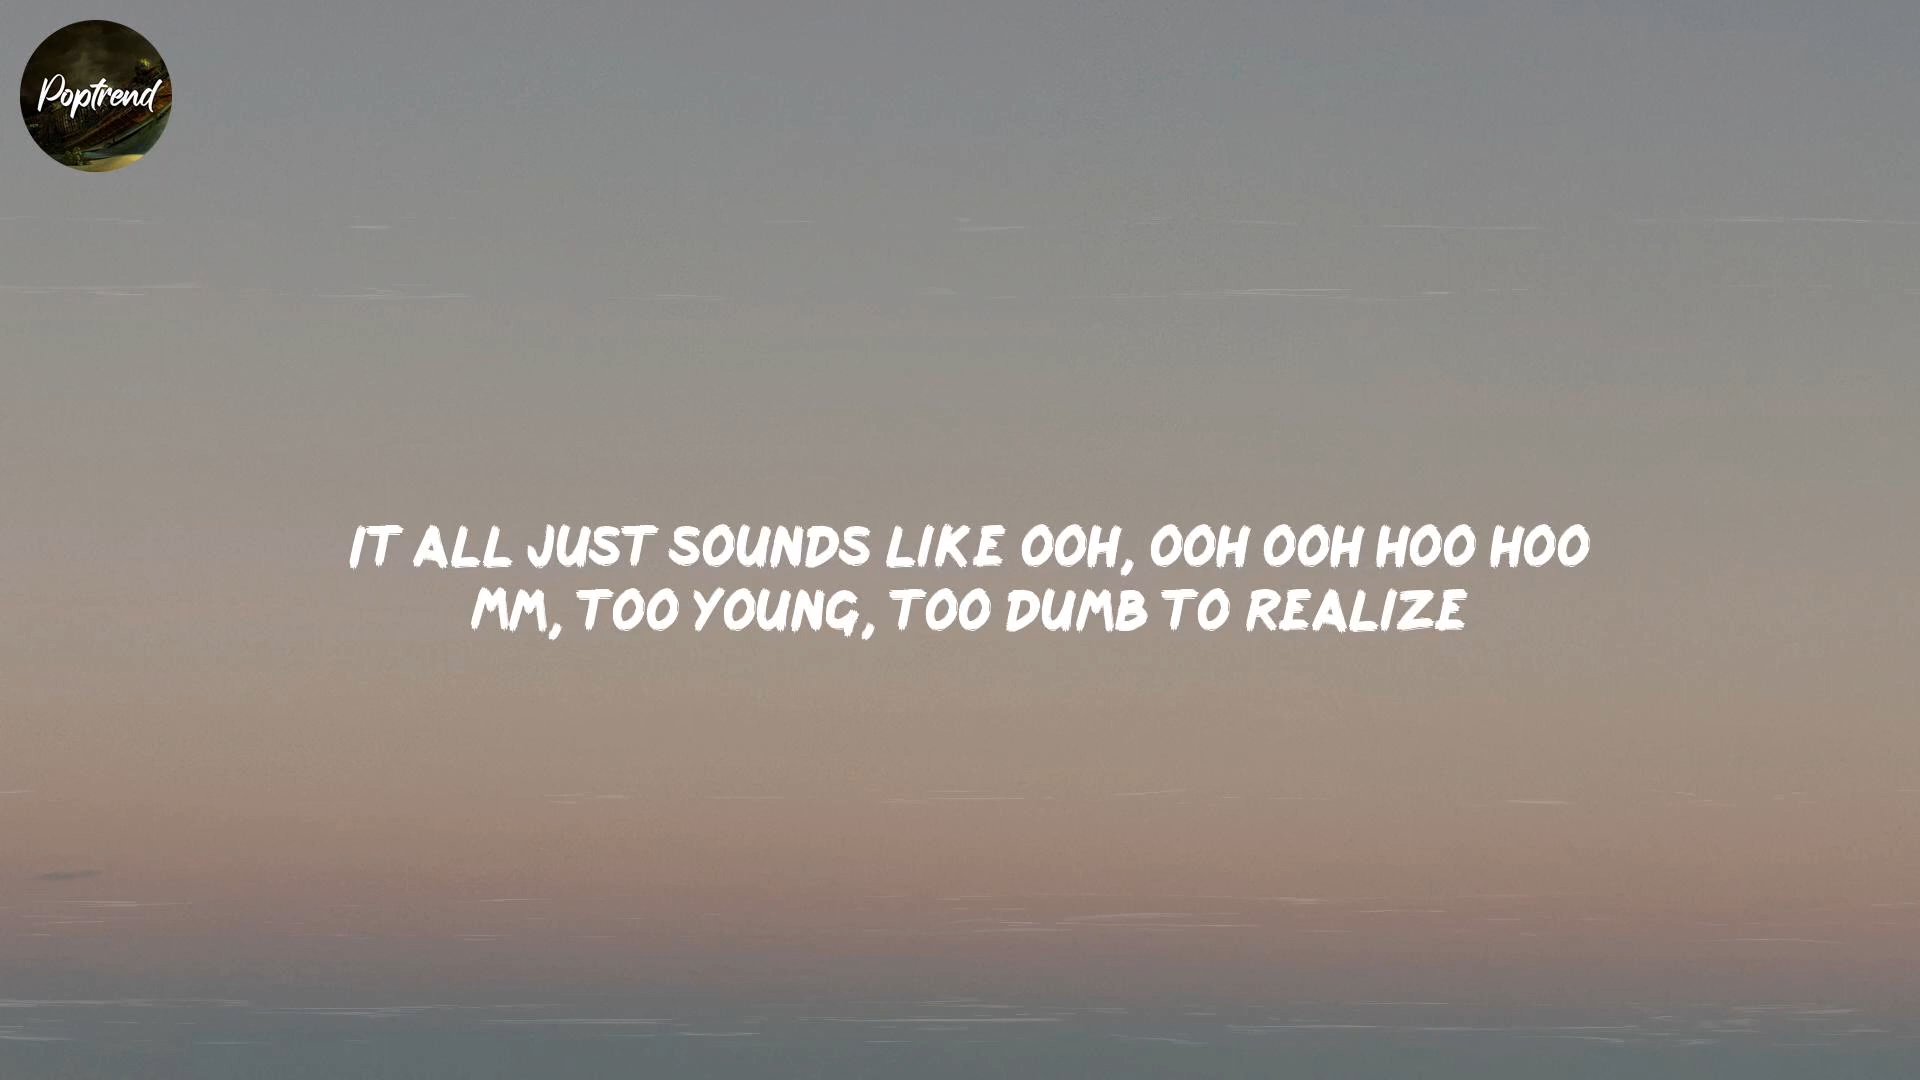 Poptrend
IT ALL JUST SOUNDS LIKE OOH, OOH OOH HOO HOO
MM, TOO YOUNG, TOO DUMB TO REALIZE